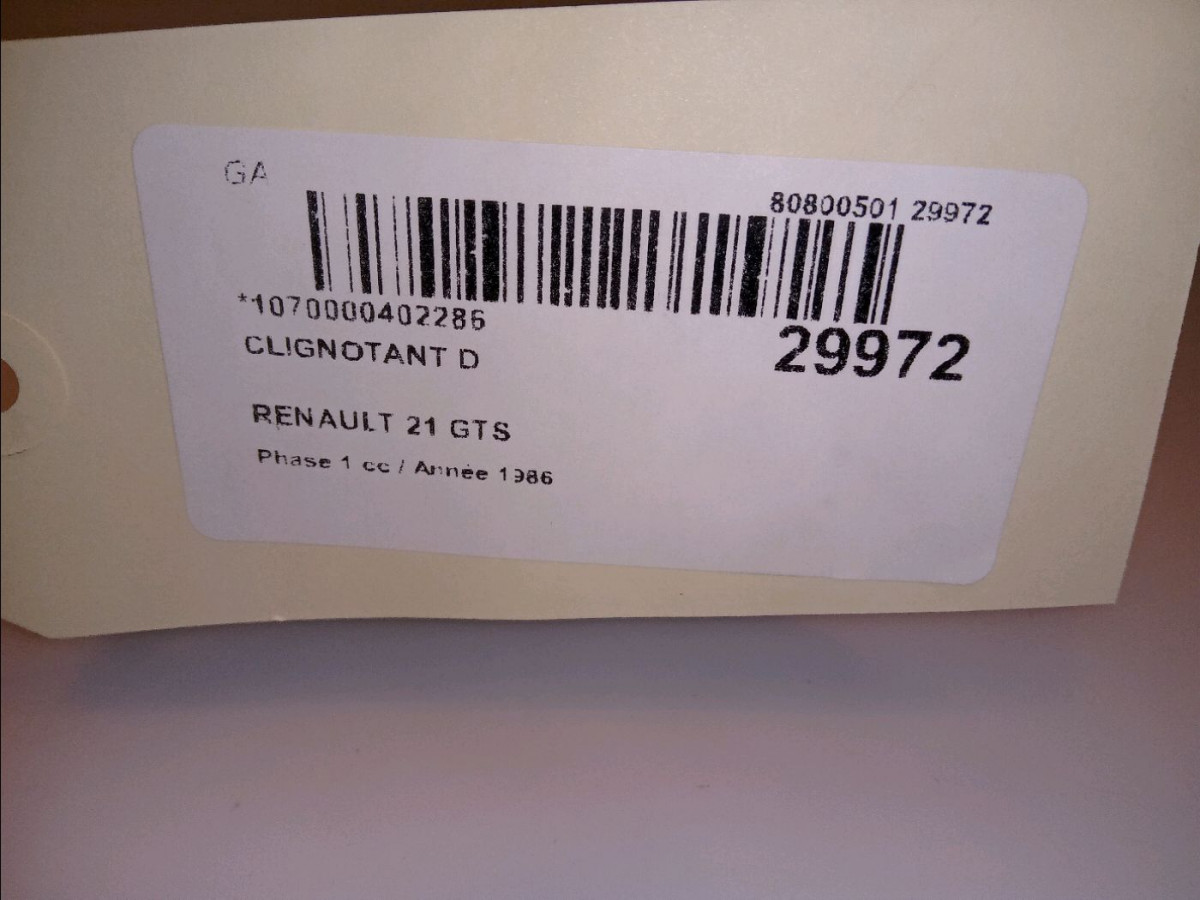 GA
80800501 29972
*1070000402286
29972
CLIGNOTANT D
RENAULT 21 GTS
Phase 1 cc / Année 1986